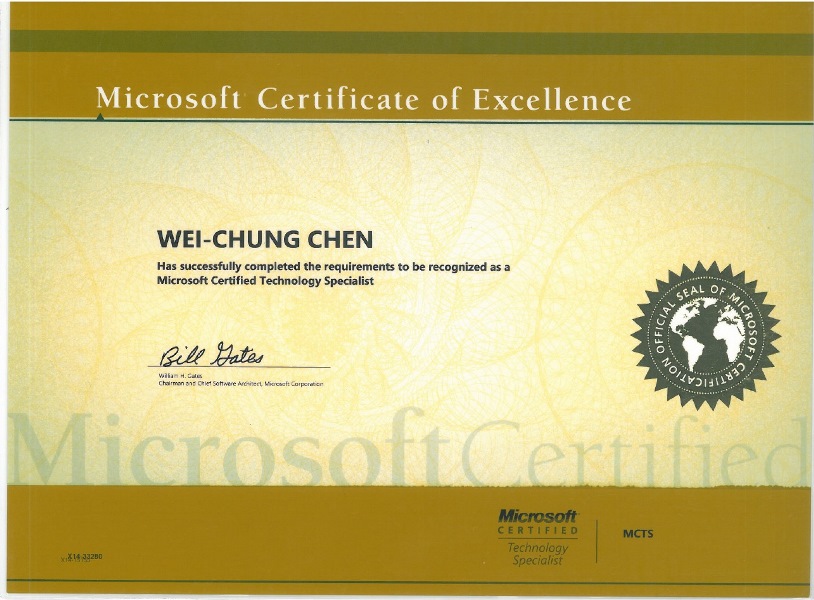 Microsoft Certificate of Excellence
WEI-CHUNG CHEN
Has successfully completed the requirements to be recognized as a
Microsoft Certified Technology Specialist
Bill Gates
William H. Gates
Chairman and Chief Software Architect, Microsoft Corporation
OFFICIAL SEAL OF MICROSOFT CERTIFICATION
Microsoft Certified
Microsoft
CERTIFIED
Technology
Specialist
MCTS
X14-33280